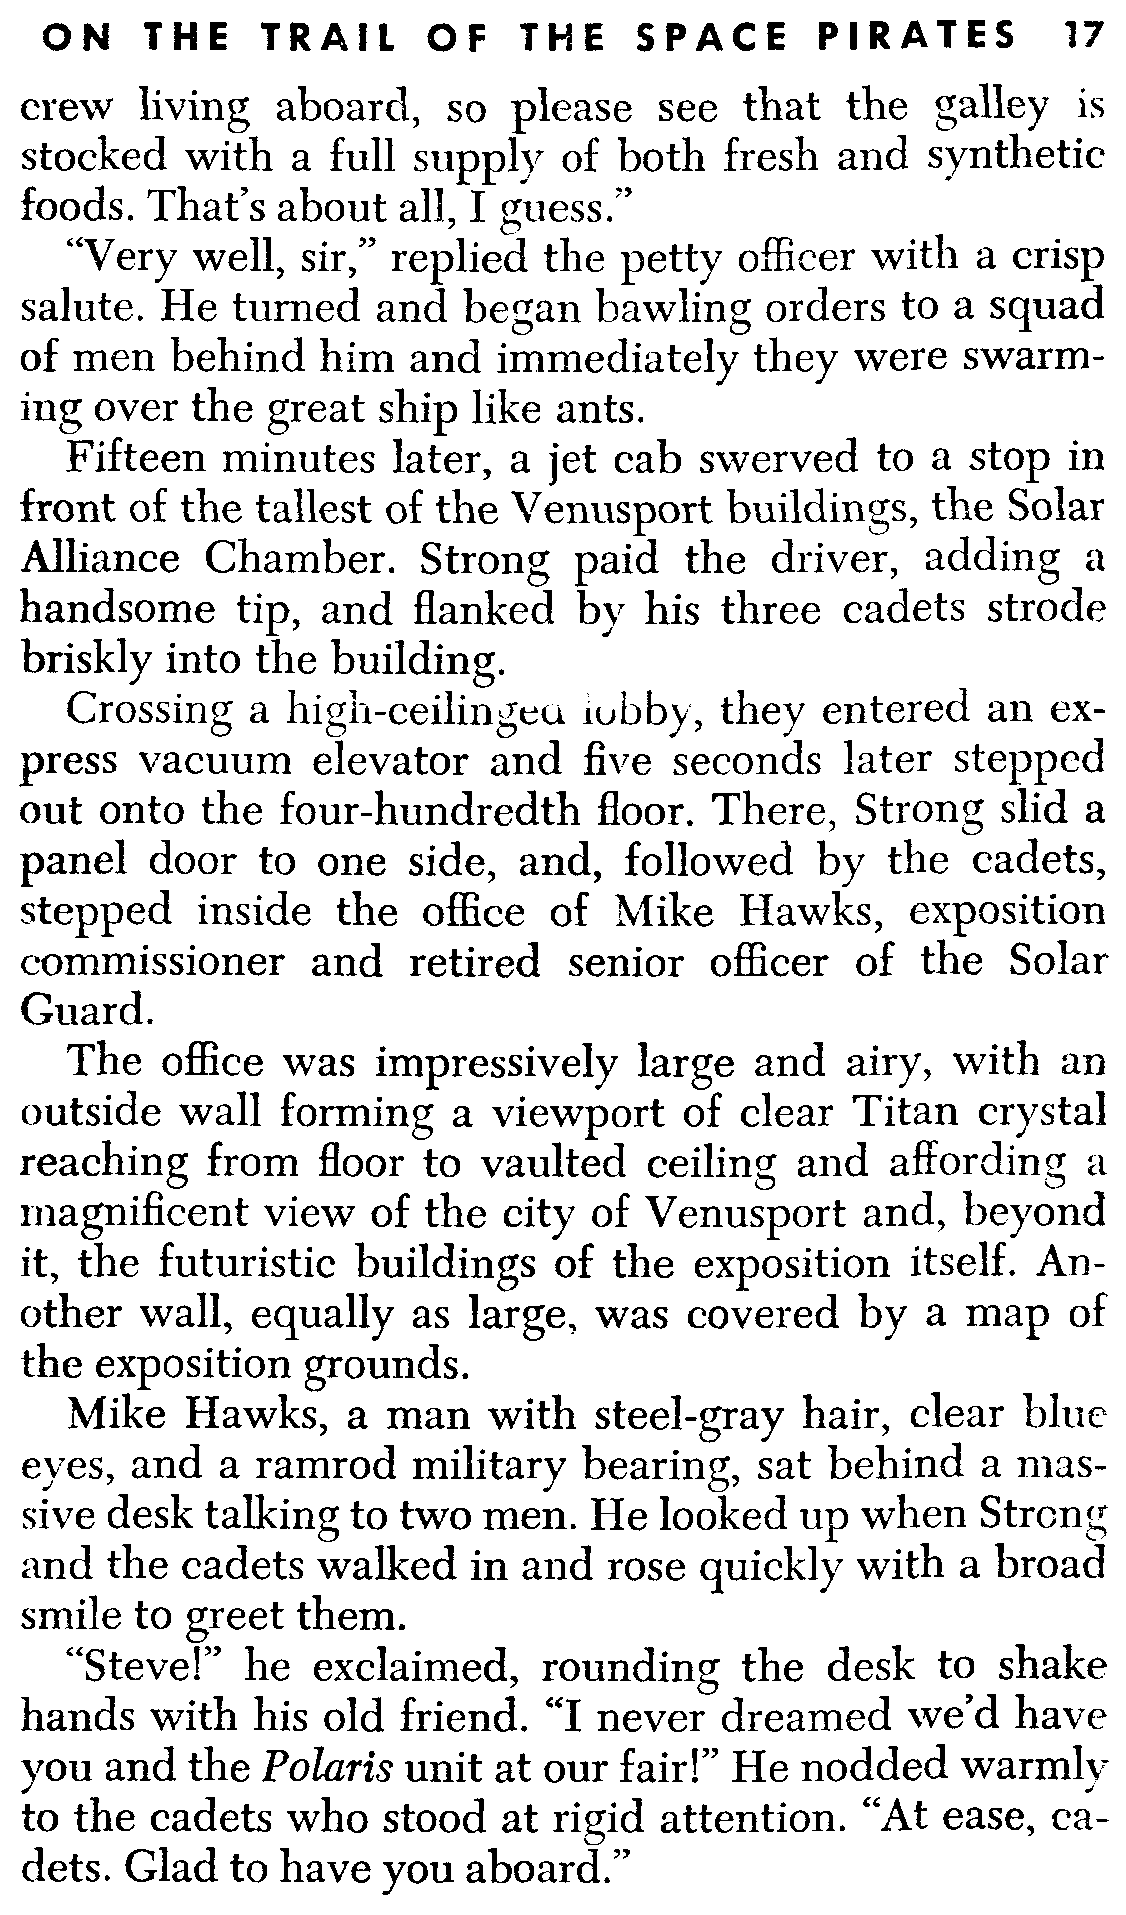 ON THE TRAIL OF THE SPACE PIRATES 17
crew living aboard, so please see that the galley is
stocked with a full supply of both fresh and synthetic
foods. That's about all, I guess.”
“Very well, sir,” replied the petty officer with a crisp
salute. He turned and began bawling orders to a squad
of men behind him and immediately they were swarm-
ing over the great ship like ants.
Fifteen minutes later, a jet cab swerved to a stop in
front of the tallest of the Venusport buildings, the Solar
Alliance Chamber. Strong paid the driver, adding a
handsome tip, and flanked by his three cadets strode
briskly into the building.
Crossing a high-ceilinged lobby, they entered an ex-
press vacuum elevator and five seconds later stepped
out onto the four-hundredth floor. There, Strong slid a
panel door to one side, and, followed by the cadets,
stepped inside the office of Mike Hawks, exposition
commissioner and retired senior officer of the Solar
Guard.
The office was impressively large and airy, with an
outside wall forming a viewport of clear Titan crystal
reaching from floor to vaulted ceiling and affording a
magnificent view of the city of Venusport and, beyond
it, the futuristic buildings of the exposition itself. An-
other wall, equally as large, was covered by a map of
the exposition grounds.
Mike Hawks, a man with steel-gray hair, clear blue
eyes, and a ramrod military bearing, sat behind a mas-
sive desk talking to two men. He looked up when Strong
and the cadets walked in and rose quickly with a broad
smile to greet them.
“Steve!” he exclaimed, rounding the desk to shake
hands with his old friend. “I never dreamed we'd have
you and the Polaris unit at our fair!” He nodded warmly
to the cadets who stood at rigid attention. “At ease, ca-
dets. Glad to have you aboard.”